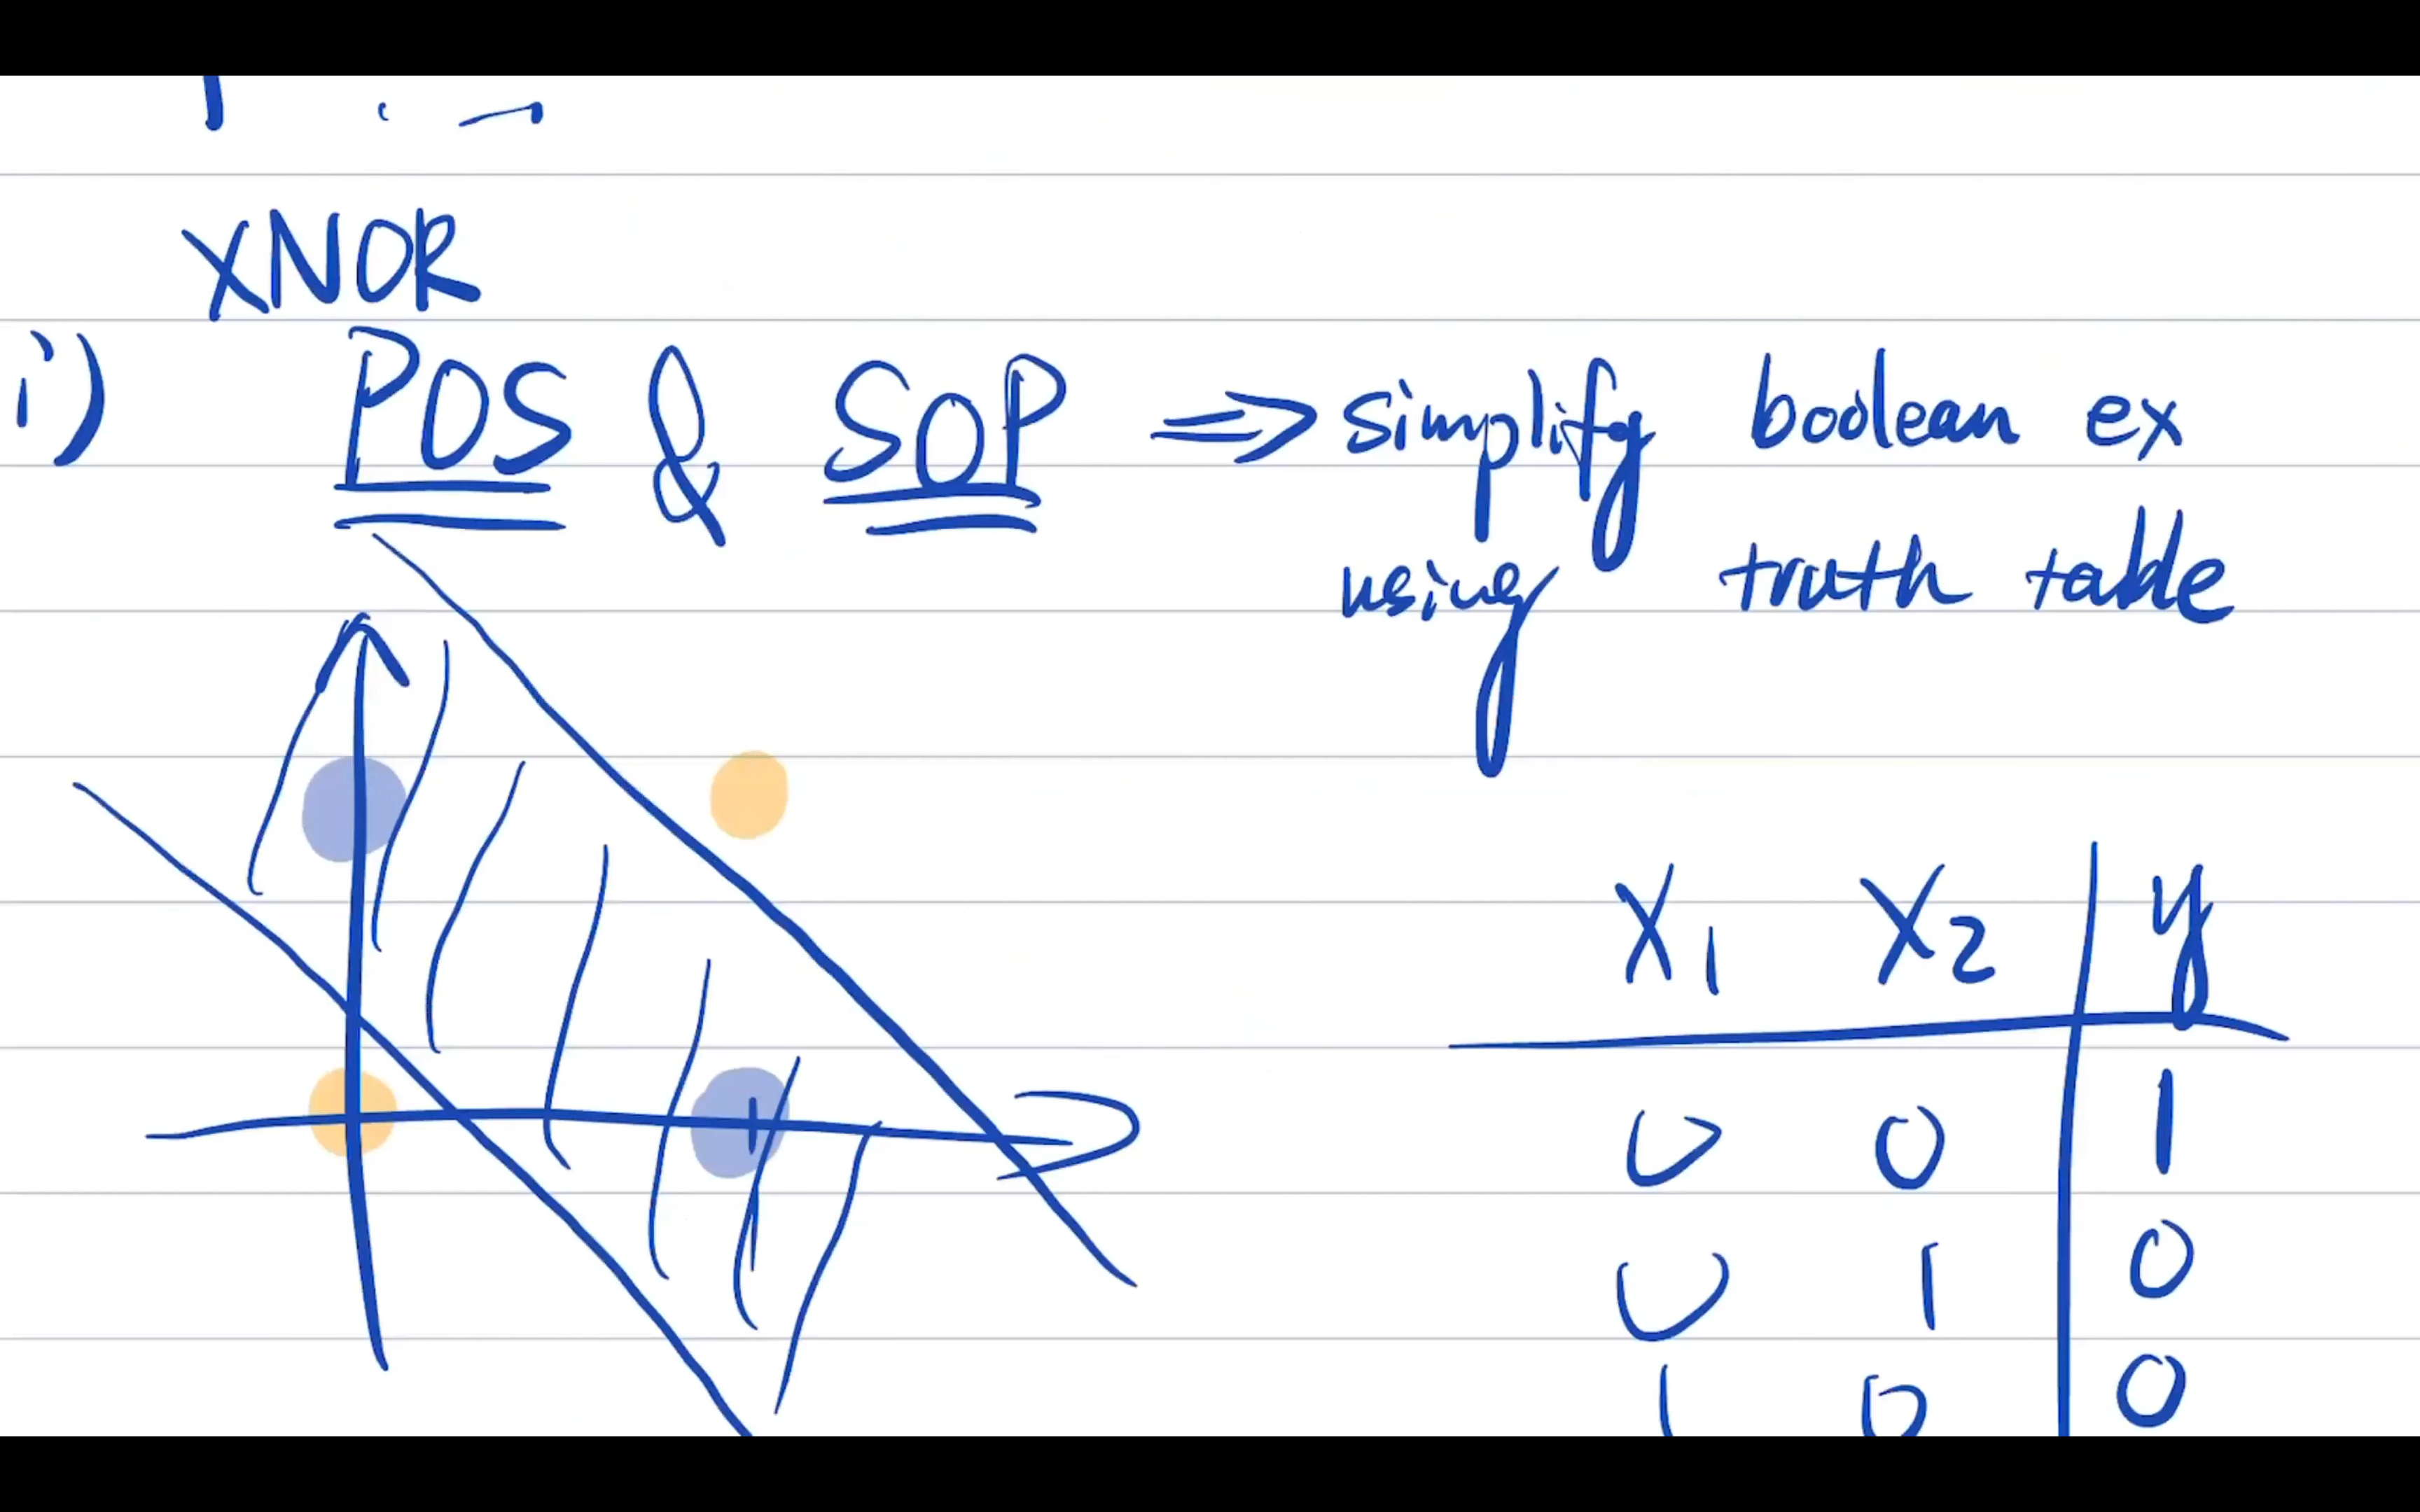 XNOR
i) POS & SOP => simplify boolean ex
using truth table
X1 X2 | y
0 0 | 1
0 1 | 0
1 0 | 0